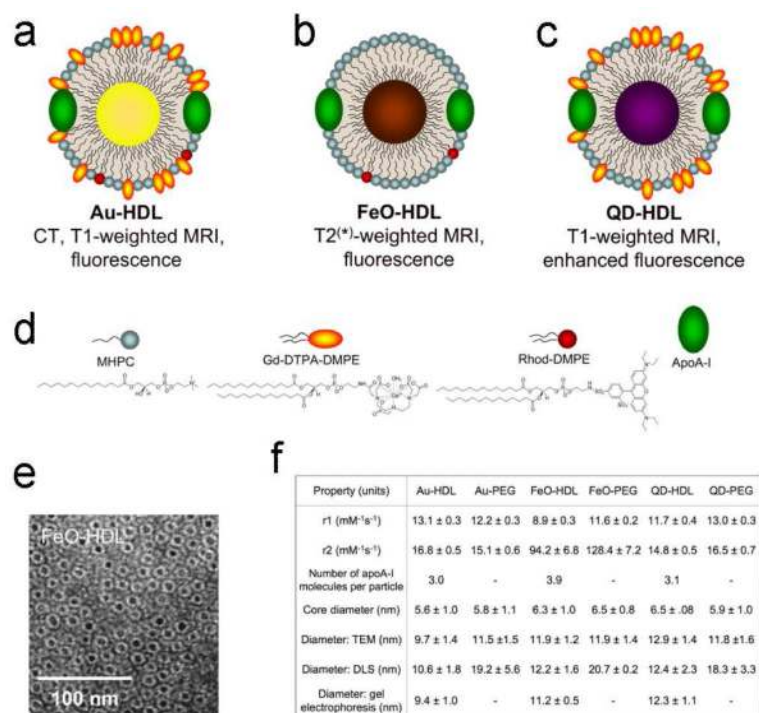 a
b
c
Au-HDL
CT, T1-weighted MRI,
fluorescence
FeO-HDL
T2(*)-weighted MRI,
fluorescence
QD-HDL
T1-weighted MRI,
enhanced fluorescence
d
MHPC
Gd-DTPA-DMPE
Rhod-DMPE
ApoA-I
e
FeO-HDL
100 nm
f
Property (units) Au-HDL Au-PEG FeO-HDL FeO-PEG QD-HDL QD-PEG
r1 (mM-1s-1) 13.1 ± 0.3 12.2 ± 0.3 8.9 ± 0.3 11.6 ± 0.2 11.7 ± 0.4 13.0 ± 0.3
r2 (mM-1s-1) 16.8 ± 0.5 15.1 ± 0.6 94.2 ± 6.8 128.4 ± 7.2 14.8 ± 0.5 16.5 ± 0.7
Number of apoA-I
molecules per particle 3.0 - 3.9 - 3.1 -
Core diameter (nm) 5.6 ± 1.0 5.8 ± 1.1 6.3 ± 1.0 6.5 ± 0.8 6.5 ± .08 5.9 ± 1.0
Diameter: TEM (nm) 9.7 ± 1.4 11.5 ±1.5 11.9 ± 1.2 11.9 ± 1.4 12.9 ± 1.4 11.8 ±1.6
Diameter: DLS (nm) 10.6 ± 1.8 19.2 ± 5.6 12.2 ± 1.6 20.7 ± 0.2 12.4 ± 2.3 18.3 ± 3.3
Diameter: gel
electrophoresis (nm) 9.4 ± 1.0 - 11.2 ± 0.5 - 12.3 ± 1.1 -